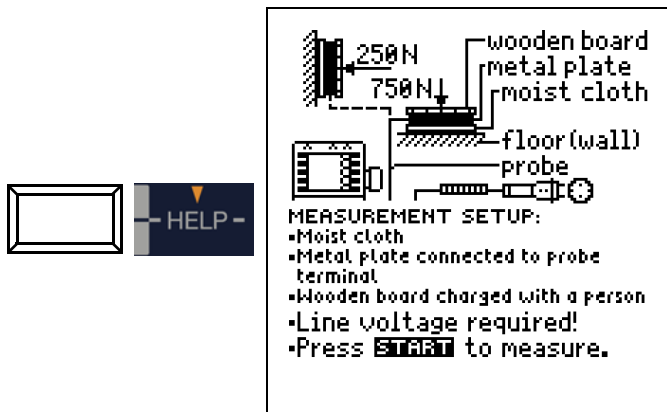 250N
wooden board
metal plate
750N
moist cloth
floor(wall)
probe
- HELP -
MEASUREMENT SETUP:
▪Moist cloth
▪Metal plate connected to probe
terminal
▪Wooden board charged with a person
▪Line voltage required!
▪Press START to measure.